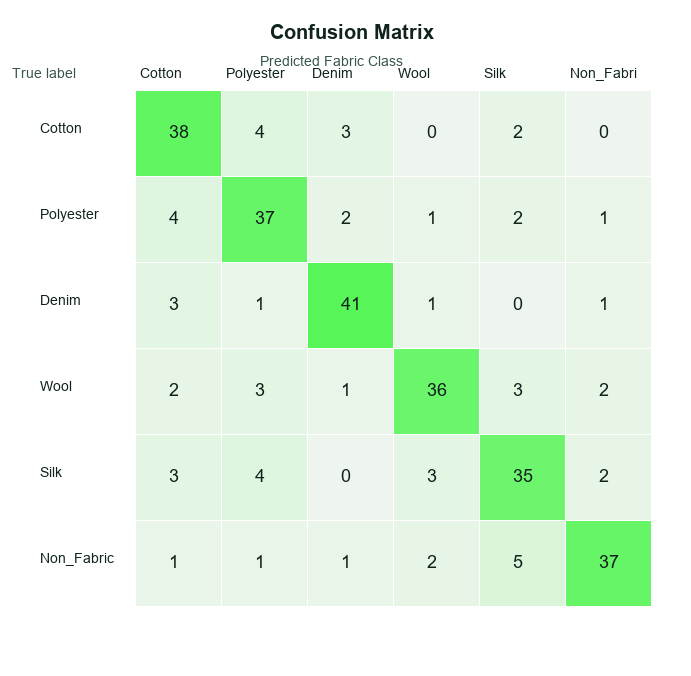 Confusion Matrix
Predicted Fabric Class
True label Cotton Polyester Denim Wool Silk Non_Fabri
Cotton 38 4 3 0 2 0
Polyester 4 37 2 1 2 1
Denim 3 1 41 1 0 1
Wool 2 3 1 36 3 2
Silk 3 4 0 3 35 2
Non_Fabric 1 1 1 2 5 37